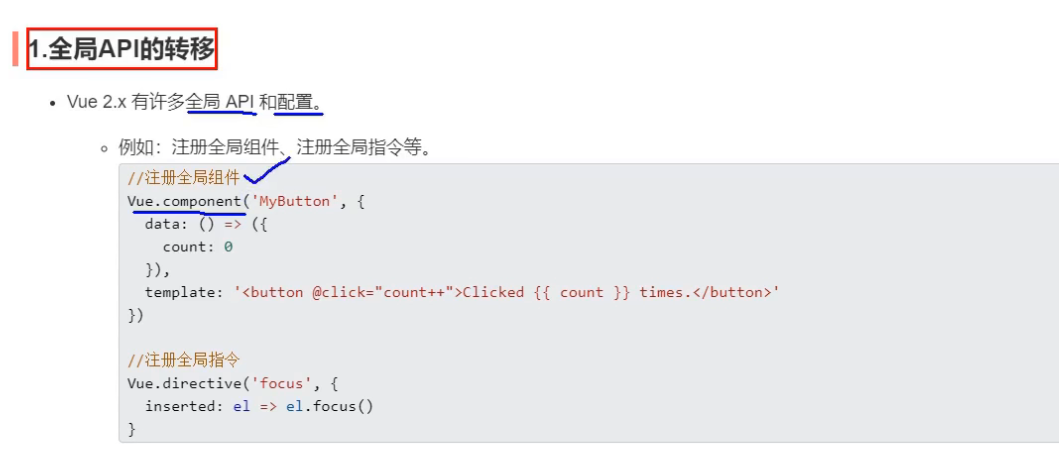 1.全局API的转移
Vue 2.x 有许多全局 API 和配置。
例如：注册全局组件、注册全局指令等。
//注册全局组件
Vue.component('MyButton', {
  data: () => ({
    count: 0
  }),
  template: '<button @click="count++">Clicked {{ count }} times.</button>'
})
//注册全局指令
Vue.directive('focus', {
  inserted: el => el.focus()
}